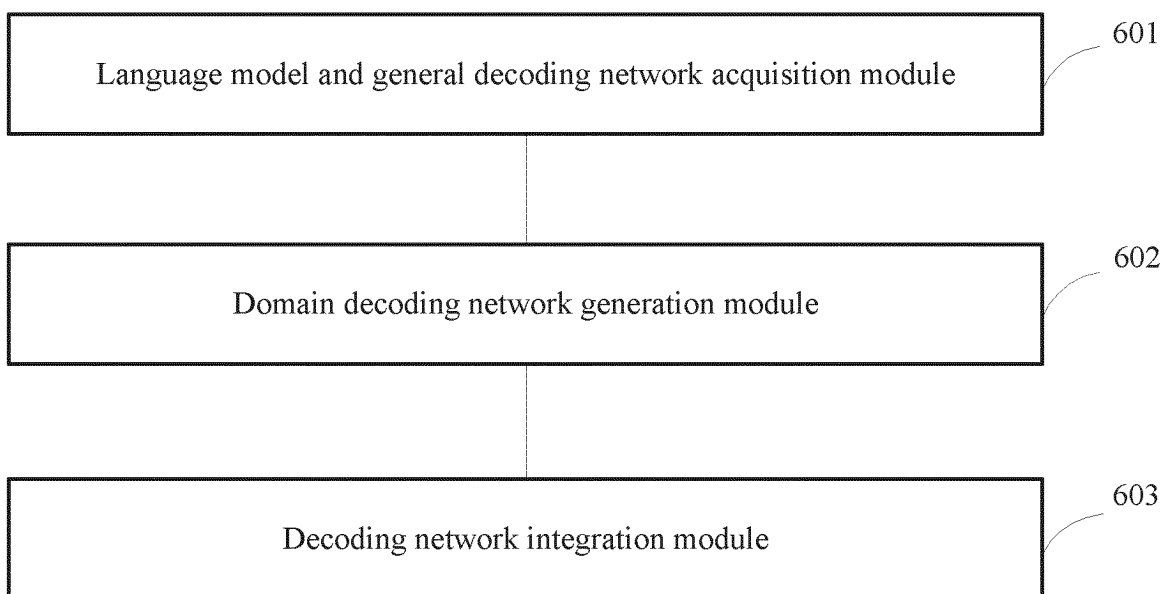 601
Language model and general decoding network acquisition module
602
Domain decoding network generation module
603
Decoding network integration module